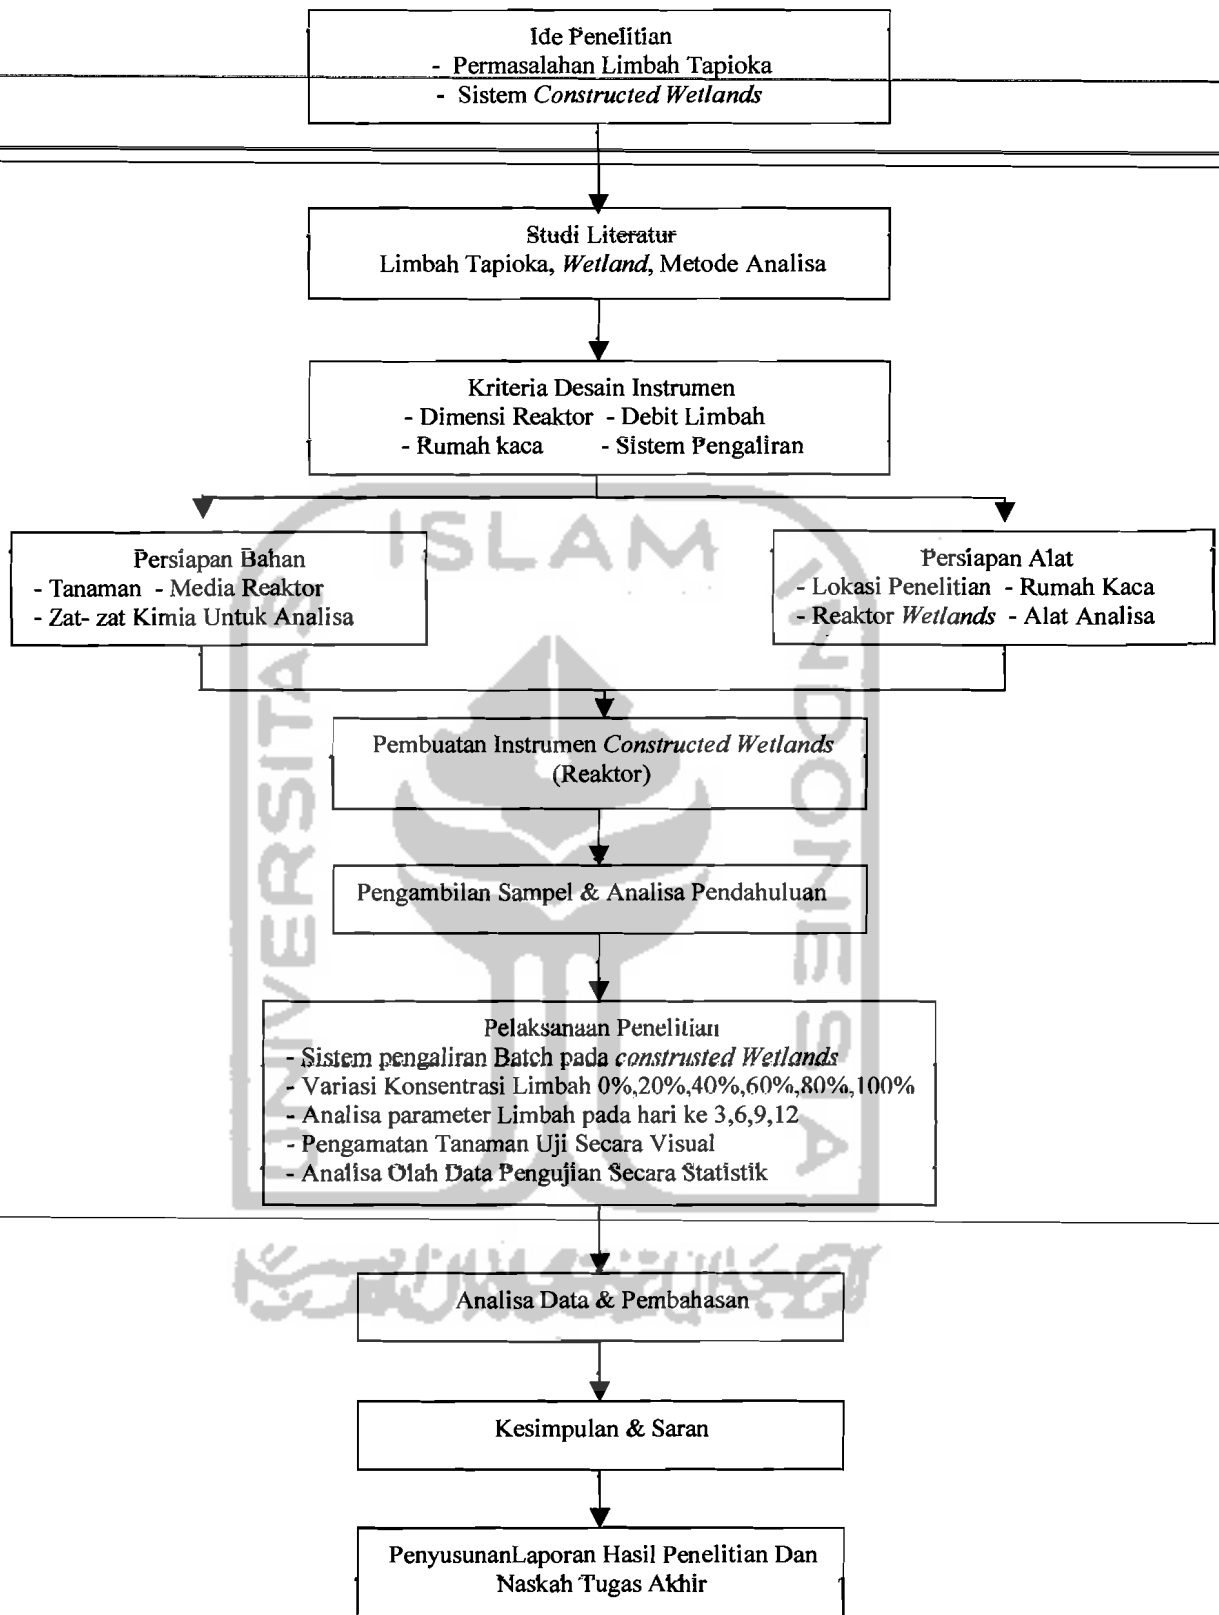 Ide Penelitian
- Permasalahan Limbah Tapioka
- Sistem Constructed Wetlands
Studi Literatur
Limbah Tapioka, Wetland, Metode Analisa
Kriteria Desain Instrumen
- Dimensi Reaktor - Debit Limbah
- Rumah kaca - Sistem Pengaliran
Persiapan Bahan
- Tanaman - Media Reaktor
- Zat- zat Kimia Untuk Analisa
Persiapan Alat
- Lokasi Penelitian - Rumah Kaca
- Reaktor Wetlands - Alat Analisa
Pembuatan Instrumen Constructed Wetlands
(Reaktor)
Pengambilan Sampel & Analisa Pendahuluan
Pelaksanaan Penelitian
- Sistem pengaliran Batch pada construsted Wetlands
- Variasi Konsentrasi Limbah 0%,20%,40%,60%,80%,100%
- Analisa parameter Limbah pada hari ke 3,6,9,12
- Pengamatan Tanaman Uji Secara Visual
- Analisa Olah Data Pengujian Secara Statistik
Analisa Data & Pembahasan
Kesimpulan & Saran
PenyusunanLaporan Hasil Penelitian Dan
Naskah Tugas Akhir
UNIVERSITAS
ISLAM
INDONESIA